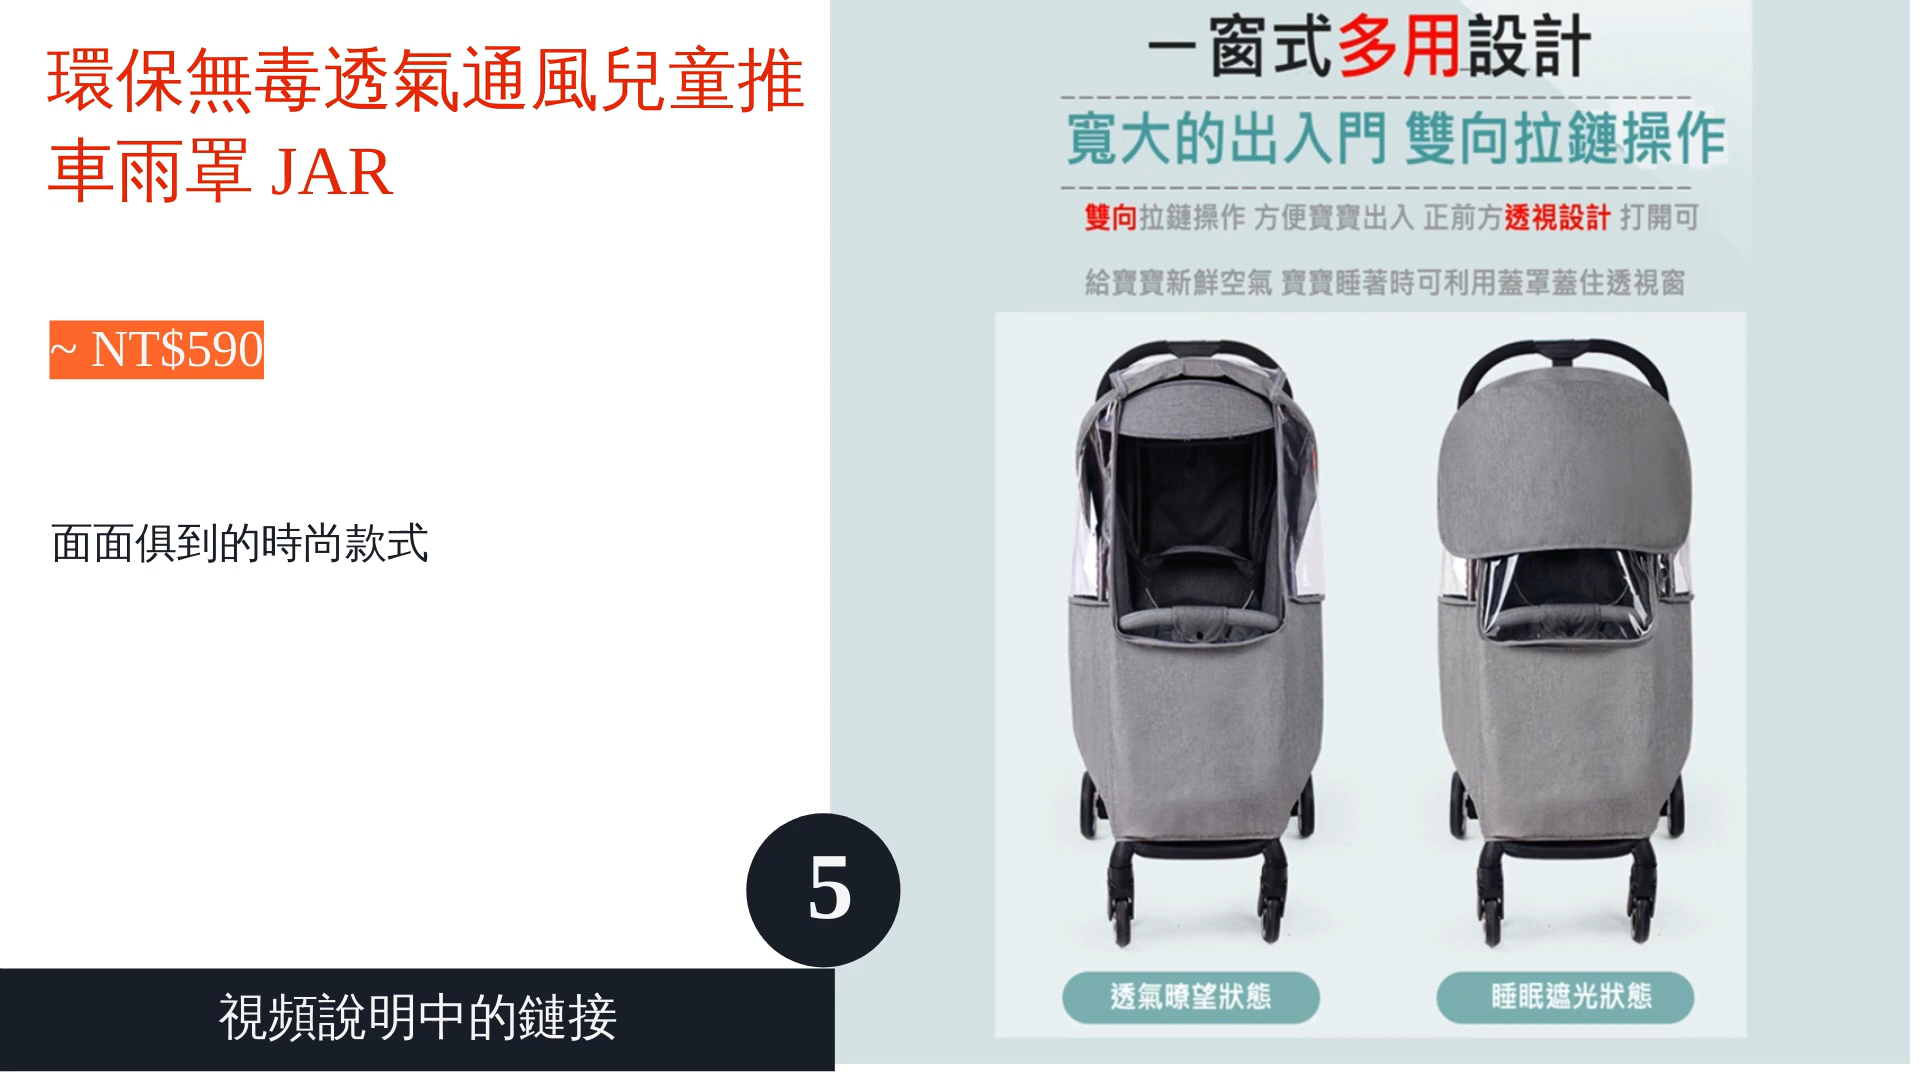 環保無毒透氣通風兒童推
車雨罩 JAR
~ NT$590
面面俱到的時尚款式
5
視頻說明中的鏈接
一窗式多用設計
寬大的出入門 雙向拉鏈操作
雙向拉鏈操作 方便寶寶出入 正前方透視設計 打開可
給寶寶新鮮空氣 寶寶睡著時可利用蓋罩蓋住透視窗
透氣暸望狀態
睡眠遮光狀態